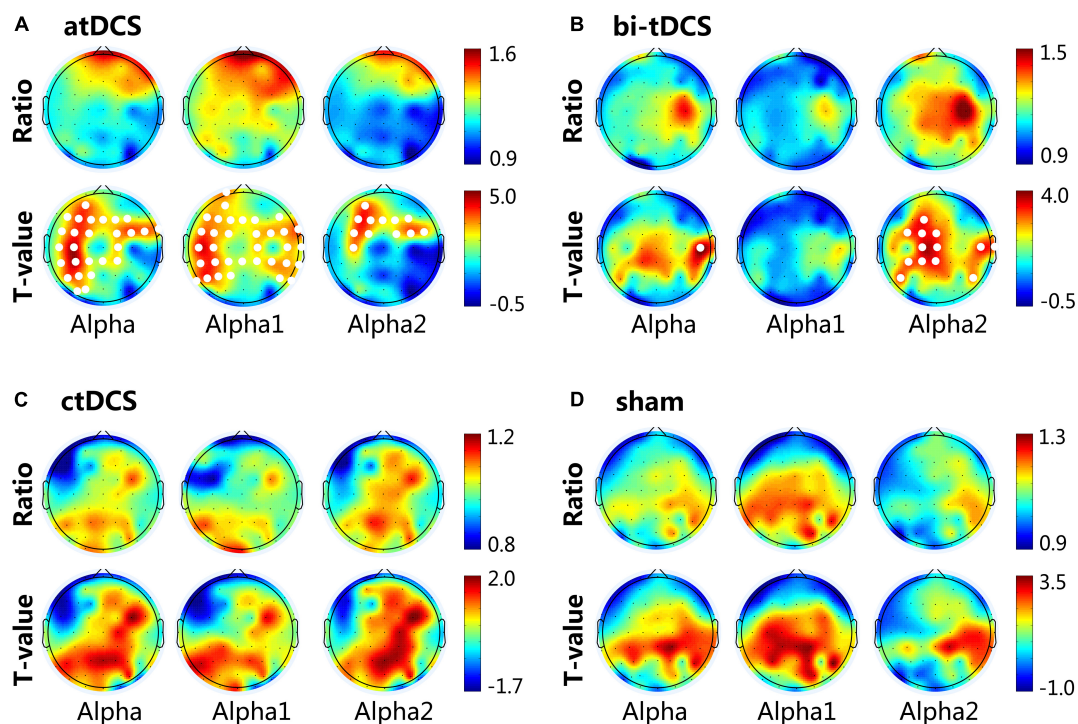 A atDCS
Ratio
1.6
0.9
T-value
5.0
-0.5
Alpha Alpha1 Alpha2
B bi-tDCS
Ratio
1.5
0.9
T-value
4.0
-0.5
Alpha Alpha1 Alpha2
C ctDCS
Ratio
1.2
0.8
T-value
2.0
-1.7
Alpha Alpha1 Alpha2
D sham
Ratio
1.3
0.9
T-value
3.5
-1.0
Alpha Alpha1 Alpha2